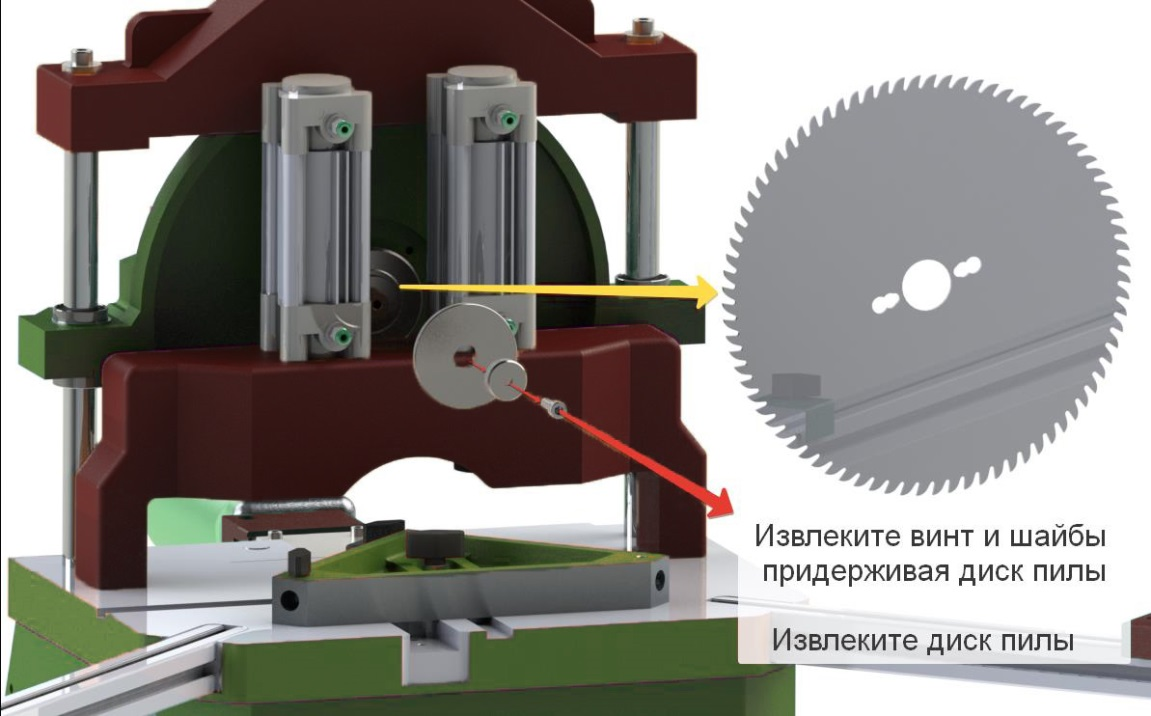 Извлеките винт и шайбы
придерживая диск пилы
Извлеките диск пилы